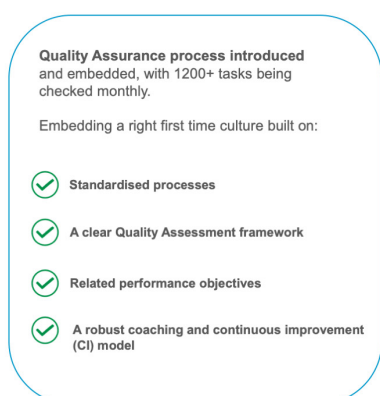 Quality Assurance process introduced
and embedded, with 1200+ tasks being
checked monthly.
Embedding a right first time culture built on:
Standardised processes
A clear Quality Assessment framework
Related performance objectives
A robust coaching and continuous improvement
(CI) model